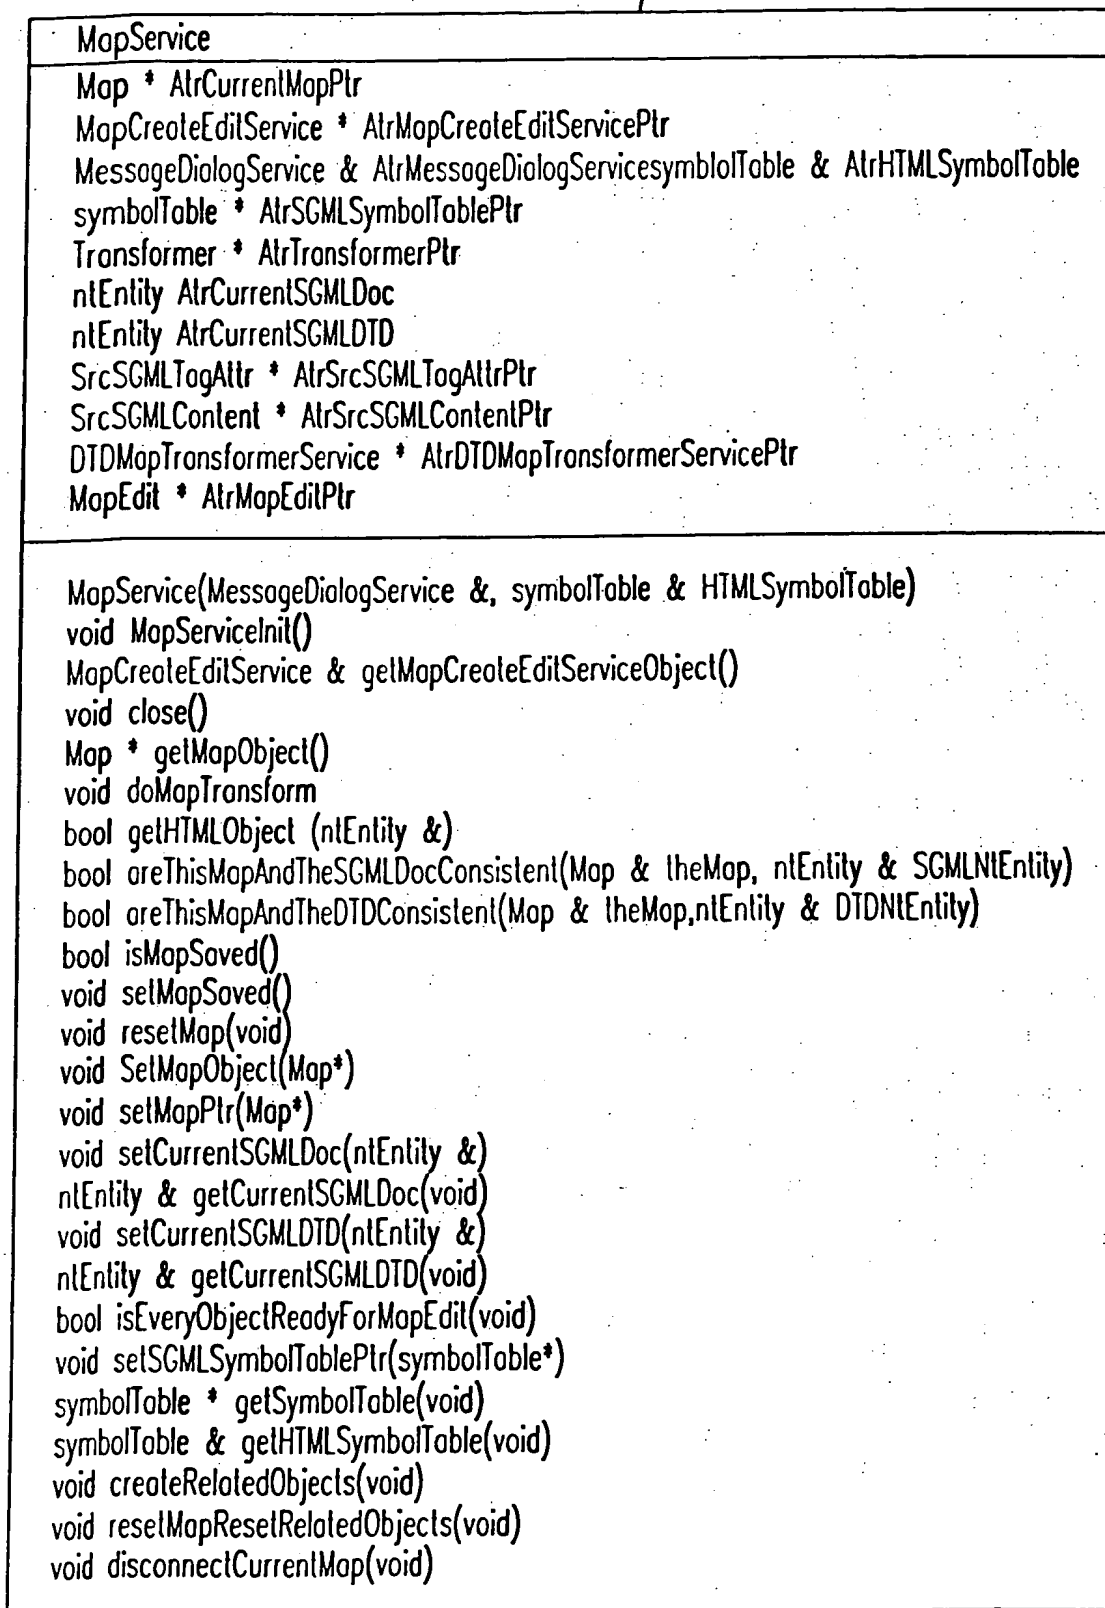 MapService
Map * AtrCurrentMapPtr
MapCreateEditService * AtrMapCreateEditServicePtr
MessageDialogService & AtrMessageDialogServicesymblolTable & AtrHTMLSymbolTable
symbolTable * AtrSGMLSymbolTablePtr
Transformer * AtrTransformerPtr
ntEntity AtrCurrentSGMLDoc
ntEntity AtrCurrentSGMLDTD
SrcSGMLTagAttr * AtrSrcSGMLTagAttrPtr
SrcSGMLContent * AtrSrcSGMLContentPtr
DTDMapTransformerService * AtrDTDMapTransformerServicePtr
MapEdit * AtrMapEditPtr
MapService(MessageDialogService &, symbolTable & HTMLSymbolTable)
void MapServiceInit()
MapCreateEditService & getMapCreateEditServiceObject()
void close()
Map * getMapObject()
void doMapTransform
bool getHTMLObject (ntEntity &)
bool areThisMapAndTheSGMLDocConsistent(Map & theMap, ntEntity & SGMLNtEntity)
bool areThisMapAndTheDTDConsistent(Map & theMap,ntEntity & DTDNtEntity)
bool isMapSaved()
void setMapSaved()
void resetMap(void)
void SetMapObject(Map*)
void setMapPtr(Map*)
void setCurrentSGMLDoc(ntEntity &)
ntEntity & getCurrentSGMLDoc(void)
void setCurrentSGMLDTD(ntEntity &)
ntEntity & getCurrentSGMLDTD(void)
bool isEveryObjectReadyForMapEdit(void)
void setSGMLSymbolTablePtr(symbolTable*)
symbolTable * getSymbolTable(void)
symbolTable & getHTMLSymbolTable(void)
void createRelatedObjects(void)
void resetMapResetRelatedObjects(void)
void disconnectCurrentMap(void)